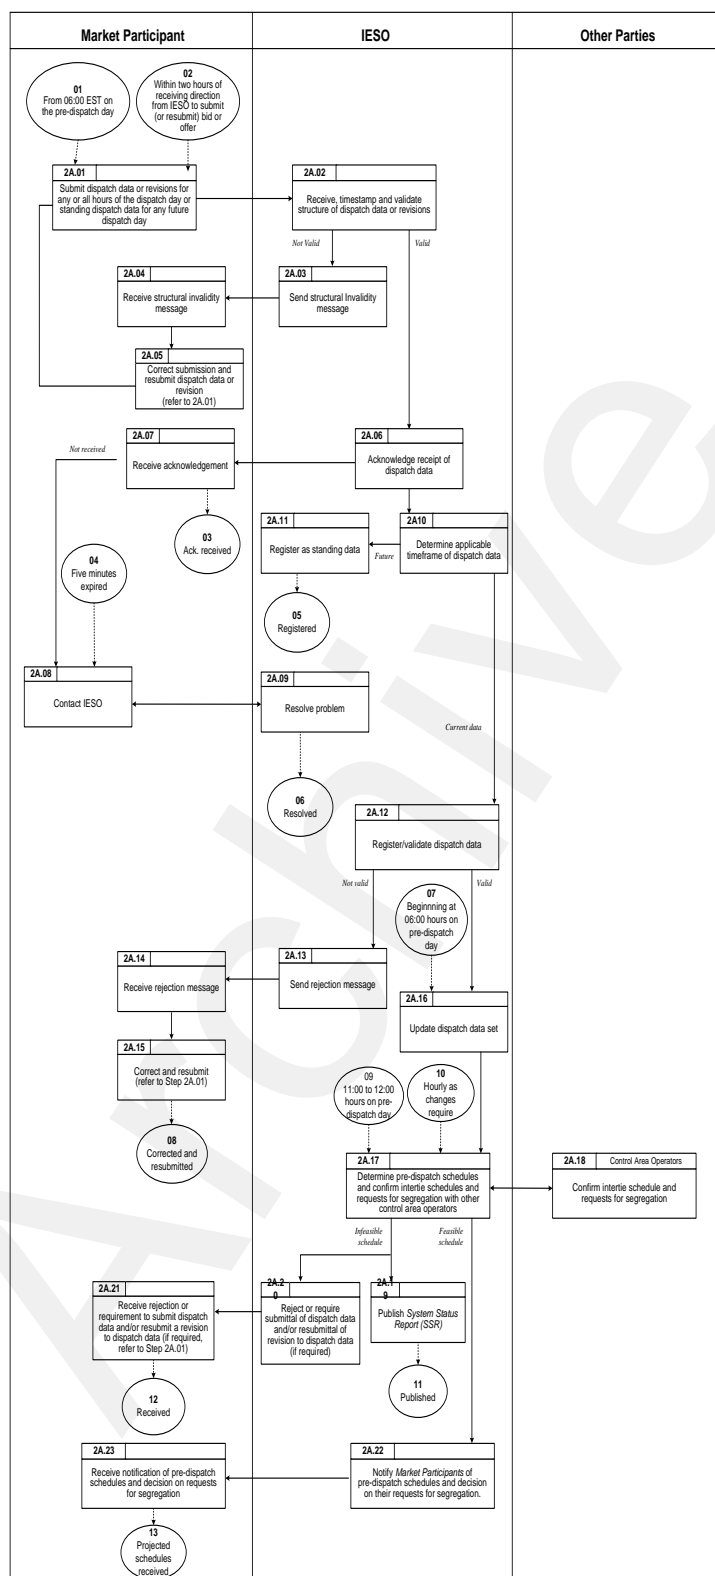 Market Participant
IESO
Other Parties
01
From 06:00 EST on
the pre-dispatch day
02
Within two hours of
receiving direction
from IESO to submit
(or resubmit) bid or
offer
2A.01
Submit dispatch data or revisions for
any or all hours of the dispatch day or
standing dispatch data for any future
dispatch day
2A.02
Receive, timestamp and validate
structure of dispatch data or revisions
Not Valid
Valid
2A.04
Receive structural invalidity
message
2A.03
Send structural Invalidity
message
2A.05
Correct submission and
resubmit dispatch data or
revision
(refer to 2A.01)
2A.07
Receive acknowledgement
Not received
2A.06
Acknowledge receipt of
dispatch data
03
Ack. received
2A.11
Register as standing data
Future
2A10
Determine applicable
timeframe of dispatch data
04
Five minutes
expired
05
Registered
2A.08
Contact IESO
2A.09
Resolve problem
Current data
06
Resolved
2A.12
Register/validate dispatch data
Not valid
Valid
07
Beginnning at
06:00 hours on
pre-dispatch
day
2A.14
Receive rejection message
2A.13
Send rejection message
2A.16
Update dispatch data set
2A.15
Correct and resubmit
(refer to Step 2A.01)
09
11:00 to 12:00
hours on pre-
dispatch day
10
Hourly as
changes
require
08
Corrected and
resubmitted
2A.17
Determine pre-dispatch schedules
and confirm intertie schedules and
requests for segregation with other
control area operators
2A.18
Control Area Operators
Confirm intertie schedule and
requests for segregation
Infeasible
schedule
Feasible
schedule
2A.21
Receive rejection or
requirement to submit dispatch
data and/or resubmit a revision
to dispatch data (if required,
refer to Step 2A.01)
2A.2
0
Reject or require
submittal of dispatch data
and/or resubmittal of
revision to dispatch data
(if required)
2A.1
9
Publish System Status
Report (SSR)
12
Received
11
Published
2A.23
Receive notification of pre-dispatch
schedules and decision on requests
for segregation
2A.22
Notify Market Participants of
pre-dispatch schedules and decision
on their requests for segregation.
13
Projected
schedules
received
Archive